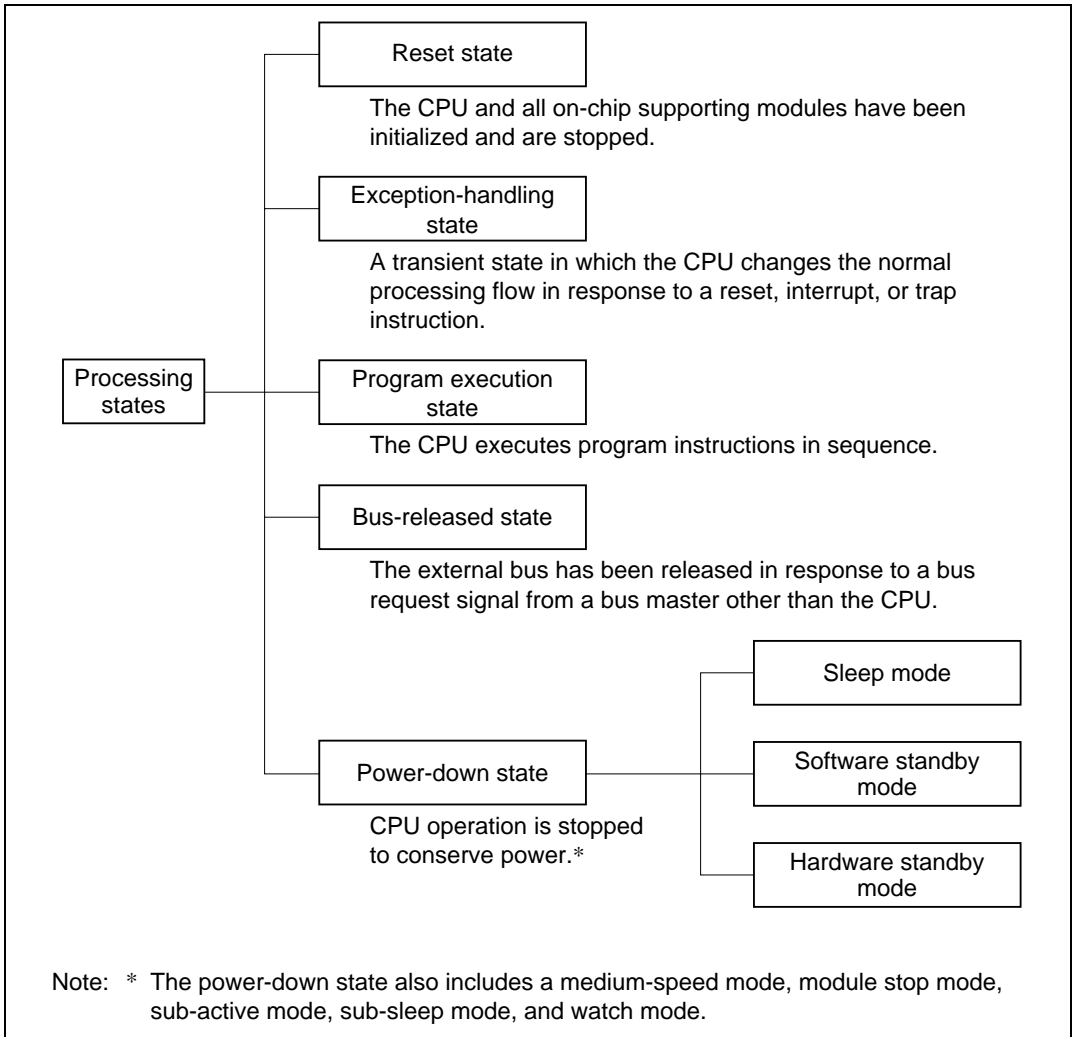 Reset state
The CPU and all on-chip supporting modules have been
initialized and are stopped.
Exception-handling
state
A transient state in which the CPU changes the normal
processing flow in response to a reset, interrupt, or trap
instruction.
Processing
states
Program execution
state
The CPU executes program instructions in sequence.
Bus-released state
The external bus has been released in response to a bus
request signal from a bus master other than the CPU.
Power-down state
CPU operation is stopped
to conserve power.*
Sleep mode
Software standby
mode
Hardware standby
mode
Note: * The power-down state also includes a medium-speed mode, module stop mode,
sub-active mode, sub-sleep mode, and watch mode.